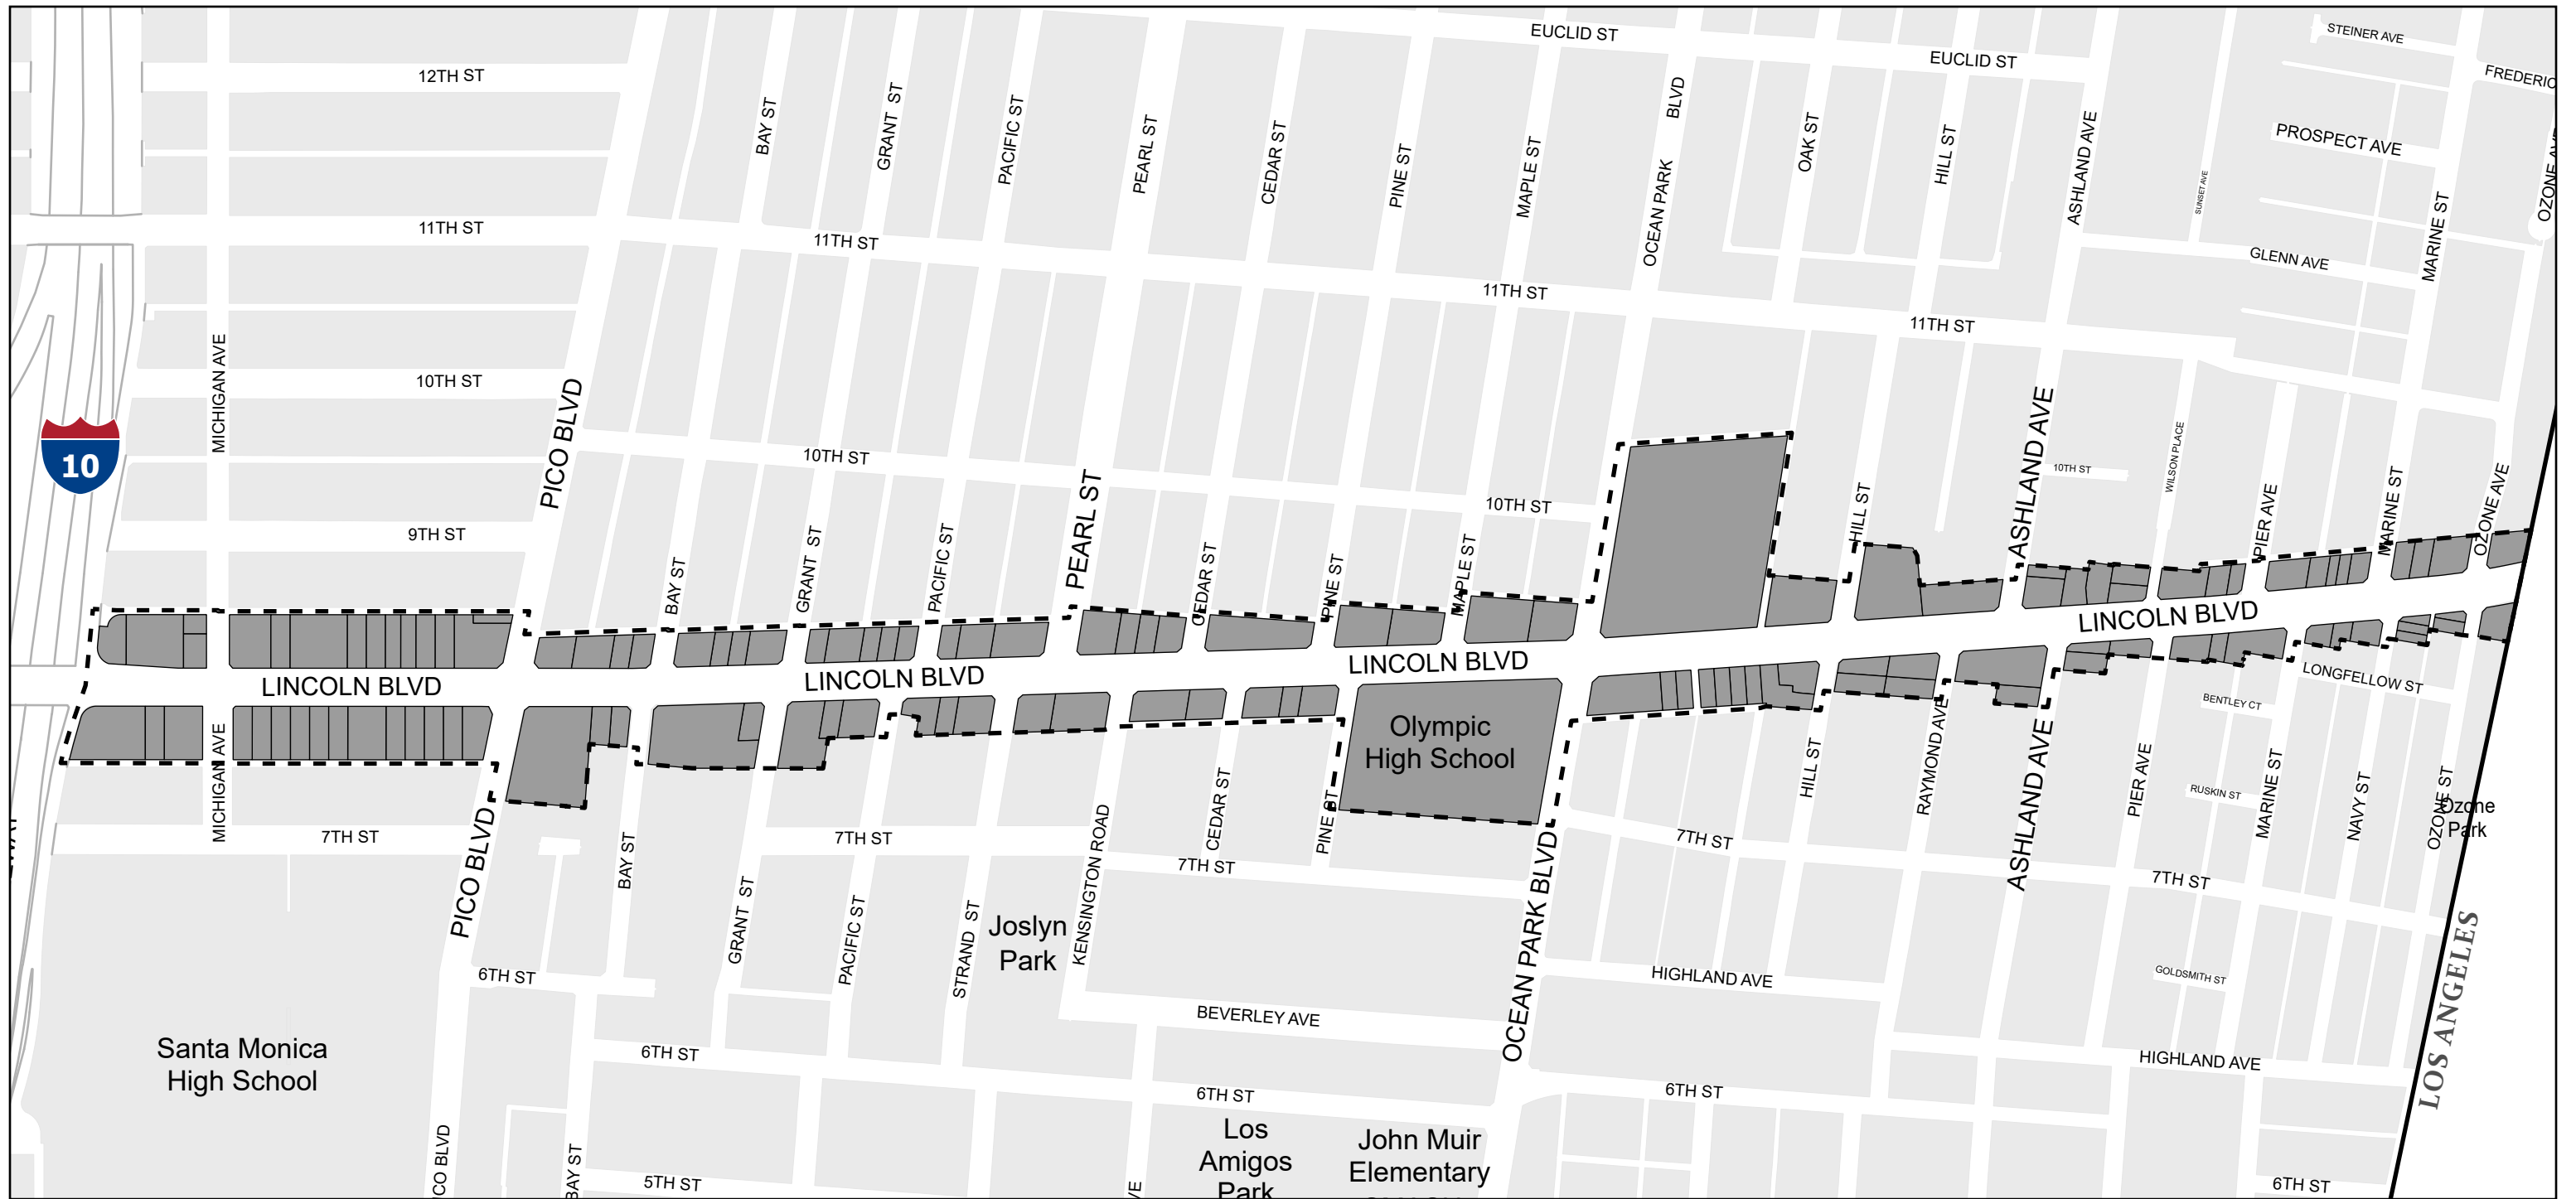 EUCLID ST
EUCLID ST
STEINER AVE
FREDERIC
12TH ST
BAY ST
GRANT ST
PACIFIC ST
PEARL ST
CEDAR ST
PINE ST
MAPLE ST
OCEAN PARK BLVD
OAK ST
HILL ST
ASHLAND AVE
SUNSET AVE
PROSPECT AVE
MARINE ST
OZONE AVE
11TH ST
11TH ST
11TH ST
11TH ST
GLENN AVE
MICHIGAN AVE
10TH ST
PICO BLVD
10
10TH ST
10TH ST
10TH ST
WILSON PLACE
9TH ST
BAY ST
GRANT ST
PACIFIC ST
PEARL ST
CEDAR ST
PINE ST
MAPLE ST
HILL ST
ASHLAND AVE
PIER AVE
MARINE ST
OZONE AVE
LINCOLN BLVD
LINCOLN BLVD
LINCOLN BLVD
LINCOLN BLVD
Olympic
High School
LONGFELLOW ST
BENTLEY CT
RUSKIN ST
MICHIGAN AVE
PICO BLVD
7TH ST
BAY ST
7TH ST
GRANT ST
PACIFIC ST
STRAND ST
KENSINGTON ROAD
CEDAR ST
7TH ST
PINE ST
OCEAN PARK BLVD
7TH ST
HILL ST
RAYMOND AVE
ASHLAND AVE
PIER AVE
MARINE ST
NAVY ST
OZONE ST
Ozone
Park
7TH ST
Joslyn
Park
6TH ST
HIGHLAND AVE
GOLDSMITH ST
LOS ANGELES
BEVERLEY AVE
Santa Monica
High School
6TH ST
6TH ST
6TH ST
HIGHLAND AVE
Los
Amigos
Park
John Muir
Elementary
ICO BLVD
BAY ST
5TH ST
VE
6TH ST